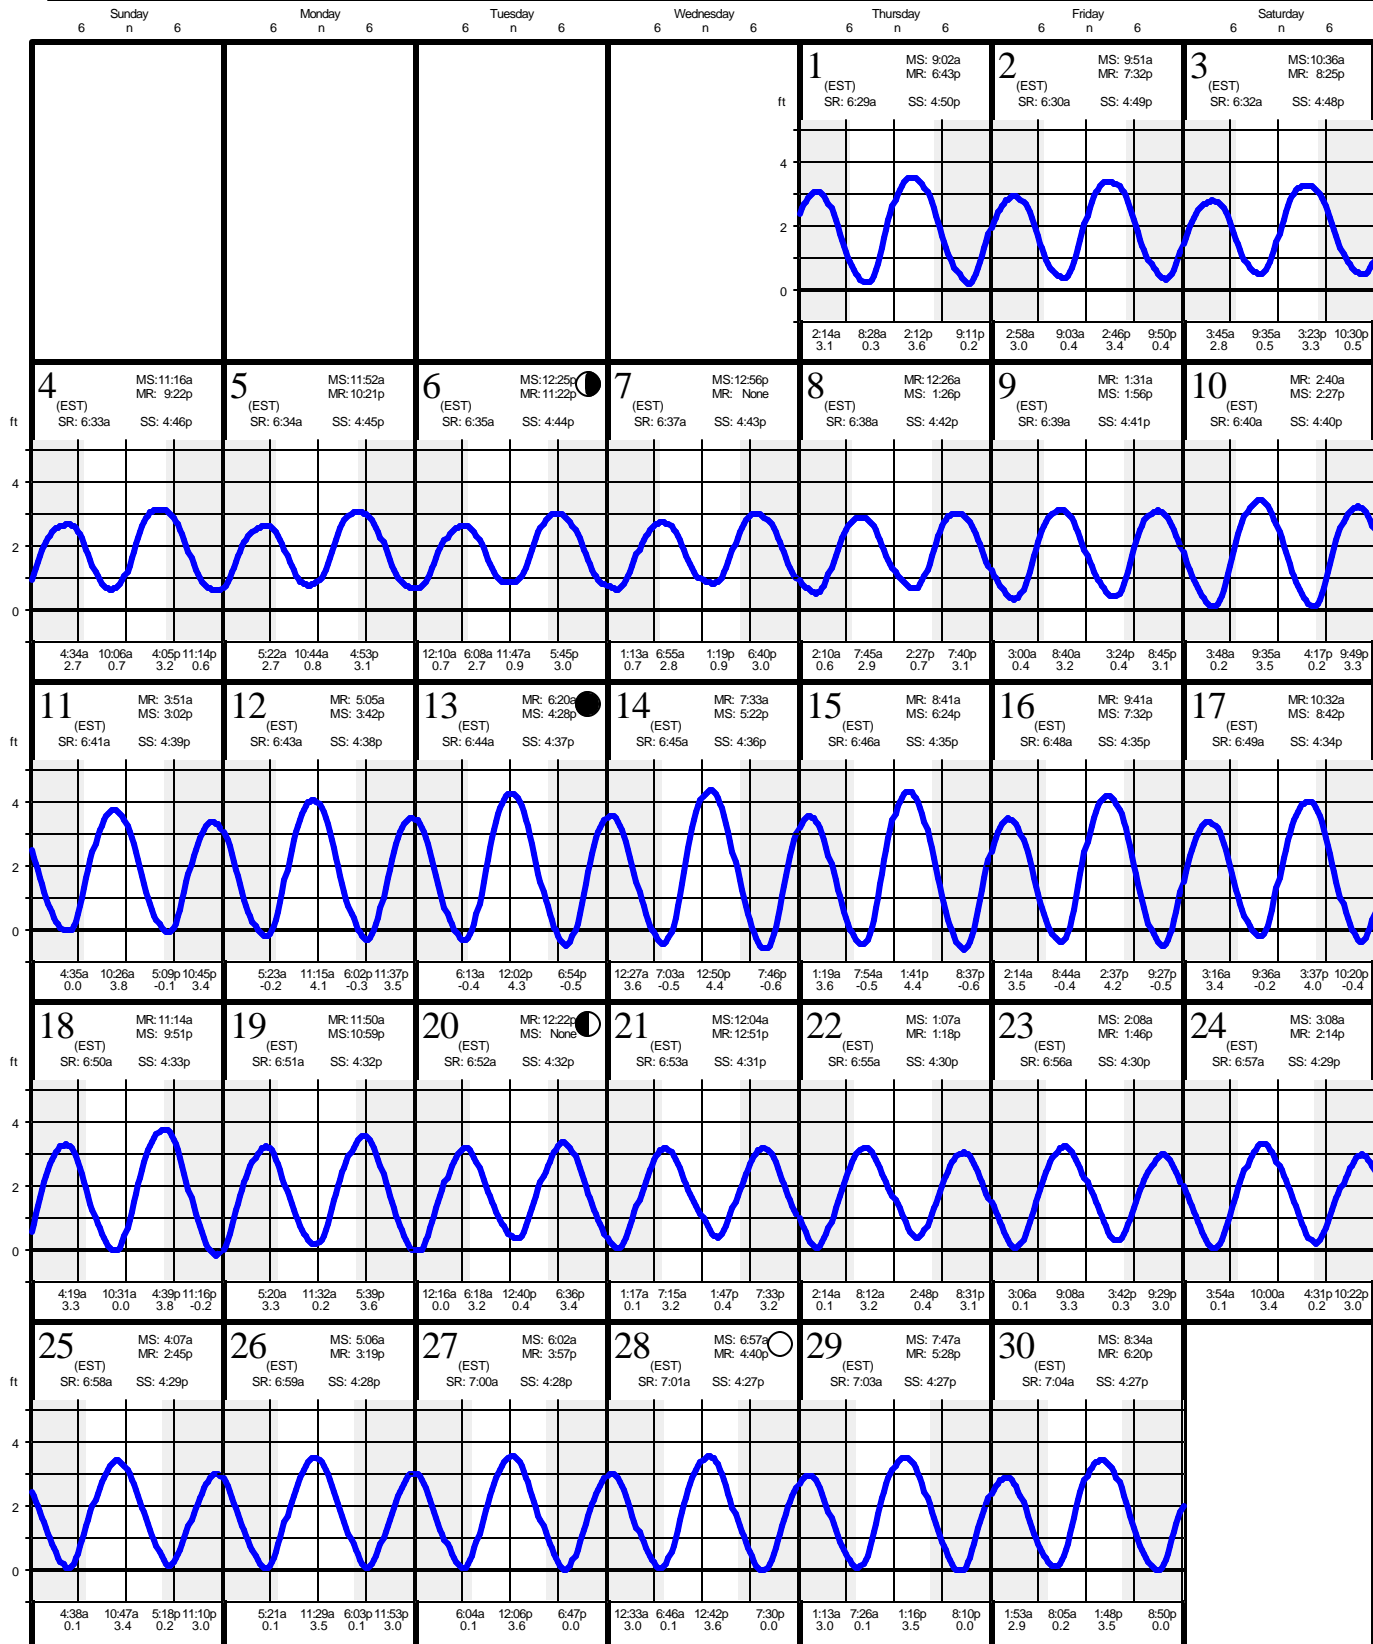 Sunday Monday Tuesday Wednesday Thursday Friday Saturday
6 n 6 6 n 6 6 n 6 6 n 6 6 n 6 6 n 6 6 n 6
1 MS: 9:02a 2 MS: 9:51a 3 MS:10:36a
MR: 6:43p MR: 7:32p MR: 8:25p
(EST) (EST) (EST)
ft SR: 6:29a SS: 4:50p SR: 6:30a SS: 4:49p SR: 6:32a SS: 4:48p
4
2
0
2:14a 8:28a 2:12p 9:11p 2:58a 9:03a 2:46p 9:50p 3:45a 9:35a 3:23p 10:30p
3.1 0.3 3.6 0.2 3.0 0.4 3.4 0.4 2.8 0.5 3.3 0.5
4 MS:11:16a 5 MS:11:52a 6 MS:12:25p 7 MS:12:56p 8 MR:12:26a 9 MR: 1:31a 10 MR: 2:40a
MR: 9:22p MR:10:21p MR:11:22p MR: None MS: 1:26p MS: 1:56p MS: 2:27p
(EST) (EST) (EST) (EST) (EST) (EST) (EST)
ft SR: 6:33a SS: 4:46p SR: 6:34a SS: 4:45p SR: 6:35a SS: 4:44p SR: 6:37a SS: 4:43p SR: 6:38a SS: 4:42p SR: 6:39a SS: 4:41p SR: 6:40a SS: 4:40p
4
2
0
4:34a 10:06a 4:05p 11:14p 5:22a 10:44a 4:53p 12:10a 6:08a 11:47a 5:45p 1:13a 6:55a 1:19p 6:40p 2:10a 7:45a 2:27p 7:40p 3:00a 8:40a 3:24p 8:45p 3:48a 9:35a 4:17p 9:49p
2.7 0.7 3.2 0.6 2.7 0.8 3.1 0.7 2.7 0.9 3.0 0.7 2.8 0.9 3.0 0.6 2.9 0.7 3.1 0.4 3.2 0.4 3.1 0.2 3.5 0.2 3.3
11 MR: 3:51a 12 MR: 5:05a 13 MR: 6:20a 14 MR: 7:33a 15 MR: 8:41a 16 MR: 9:41a 17 MR:10:32a
MS: 3:02p MS: 3:42p MS: 4:28p MS: 5:22p MS: 6:24p MS: 7:32p MS: 8:42p
(EST) (EST) (EST) (EST) (EST) (EST) (EST)
ft SR: 6:41a SS: 4:39p SR: 6:43a SS: 4:38p SR: 6:44a SS: 4:37p SR: 6:45a SS: 4:36p SR: 6:46a SS: 4:35p SR: 6:48a SS: 4:35p SR: 6:49a SS: 4:34p
4
2
0
4:35a 10:26a 5:09p 10:45p 5:23a 11:15a 6:02p 11:37p 6:13a 12:02p 6:54p 12:27a 7:03a 12:50p 7:46p 1:19a 7:54a 1:41p 8:37p 2:14a 8:44a 2:37p 9:27p 3:16a 9:36a 3:37p 10:20p
0.0 3.8 -0.1 3.4 -0.2 4.1 -0.3 3.5 -0.4 4.3 -0.5 3.6 -0.5 4.4 -0.6 3.6 -0.5 4.4 -0.6 3.5 -0.4 4.2 -0.5 3.4 -0.2 4.0 -0.4
18 MR:11:14a 19 MR:11:50a 20 MR:12:22p 21 MS:12:04a 22 MS: 1:07a 23 MS: 2:08a 24 MS: 3:08a
MS: 9:51p MS:10:59p MS: None MR:12:51p MR: 1:18p MR: 1:46p MR: 2:14p
(EST) (EST) (EST) (EST) (EST) (EST) (EST)
ft SR: 6:50a SS: 4:33p SR: 6:51a SS: 4:32p SR: 6:52a SS: 4:32p SR: 6:53a SS: 4:31p SR: 6:55a SS: 4:30p SR: 6:56a SS: 4:30p SR: 6:57a SS: 4:29p
4
2
0
4:19a 10:31a 4:39p 11:16p 5:20a 11:32a 5:39p 12:16a 6:18a 12:40p 6:36p 1:17a 7:15a 1:47p 7:33p 2:14a 8:12a 2:48p 8:31p 3:06a 9:08a 3:42p 9:29p 3:54a 10:00a 4:31p 10:22p
3.3 0.0 3.8 -0.2 3.3 0.2 3.6 0.0 3.2 0.4 3.4 0.1 3.2 0.4 3.2 0.1 3.2 0.4 3.1 0.1 3.3 0.3 3.0 0.1 3.4 0.2 3.0
25 MS: 4:07a 26 MS: 5:06a 27 MS: 6:02a 28 MS: 6:57a 29 MS: 7:47a 30 MS: 8:34a
MR: 2:45p MR: 3:19p MR: 3:57p MR: 4:40p MR: 5:28p MR: 6:20p
(EST) (EST) (EST) (EST) (EST) (EST)
ft SR: 6:58a SS: 4:29p SR: 6:59a SS: 4:28p SR: 7:00a SS: 4:28p SR: 7:01a SS: 4:27p SR: 7:03a SS: 4:27p SR: 7:04a SS: 4:27p
4
2
0
4:38a 10:47a 5:18p 11:10p 5:21a 11:29a 6:03p 11:53p 6:04a 12:06p 6:47p 12:33a 6:46a 12:42p 7:30p 1:13a 7:26a 1:16p 8:10p 1:53a 8:05a 1:48p 8:50p
0.1 3.4 0.2 3.0 0.1 3.5 0.1 3.0 0.1 3.6 0.0 3.0 0.1 3.6 0.0 3.0 0.1 3.5 0.0 2.9 0.2 3.5 0.0